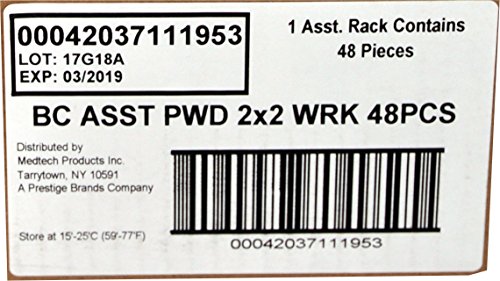 00042037111953
LOT: 17G18A
EXP: 03/2019
1 Asst. Rack Contains
48 Pieces
BC ASST PWD 2x2 WRK 48PCS
Distributed by
Medtech Products Inc.
Tarrytown, NY 10591
A Prestige Brands Company
Store at 15'-25'C (59'-77'F)
00042037111953